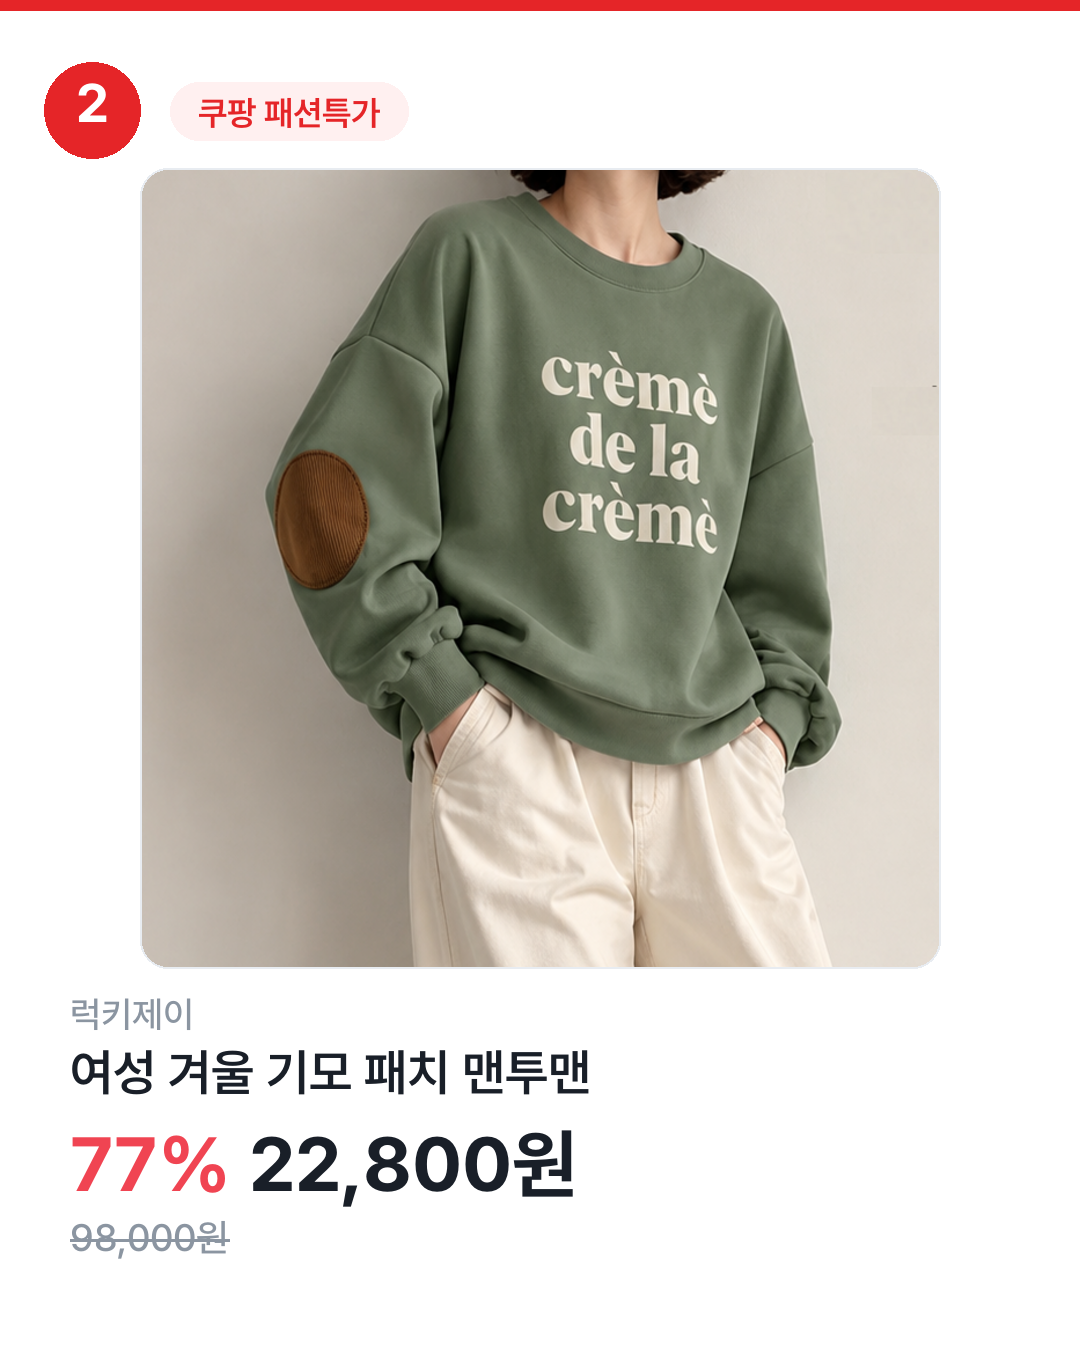 2
쿠팡 패션특가
crèmè
de la
crèmè
럭키제이
여성 겨울 기모 패치 맨투맨
77% 22,800원
98,000원